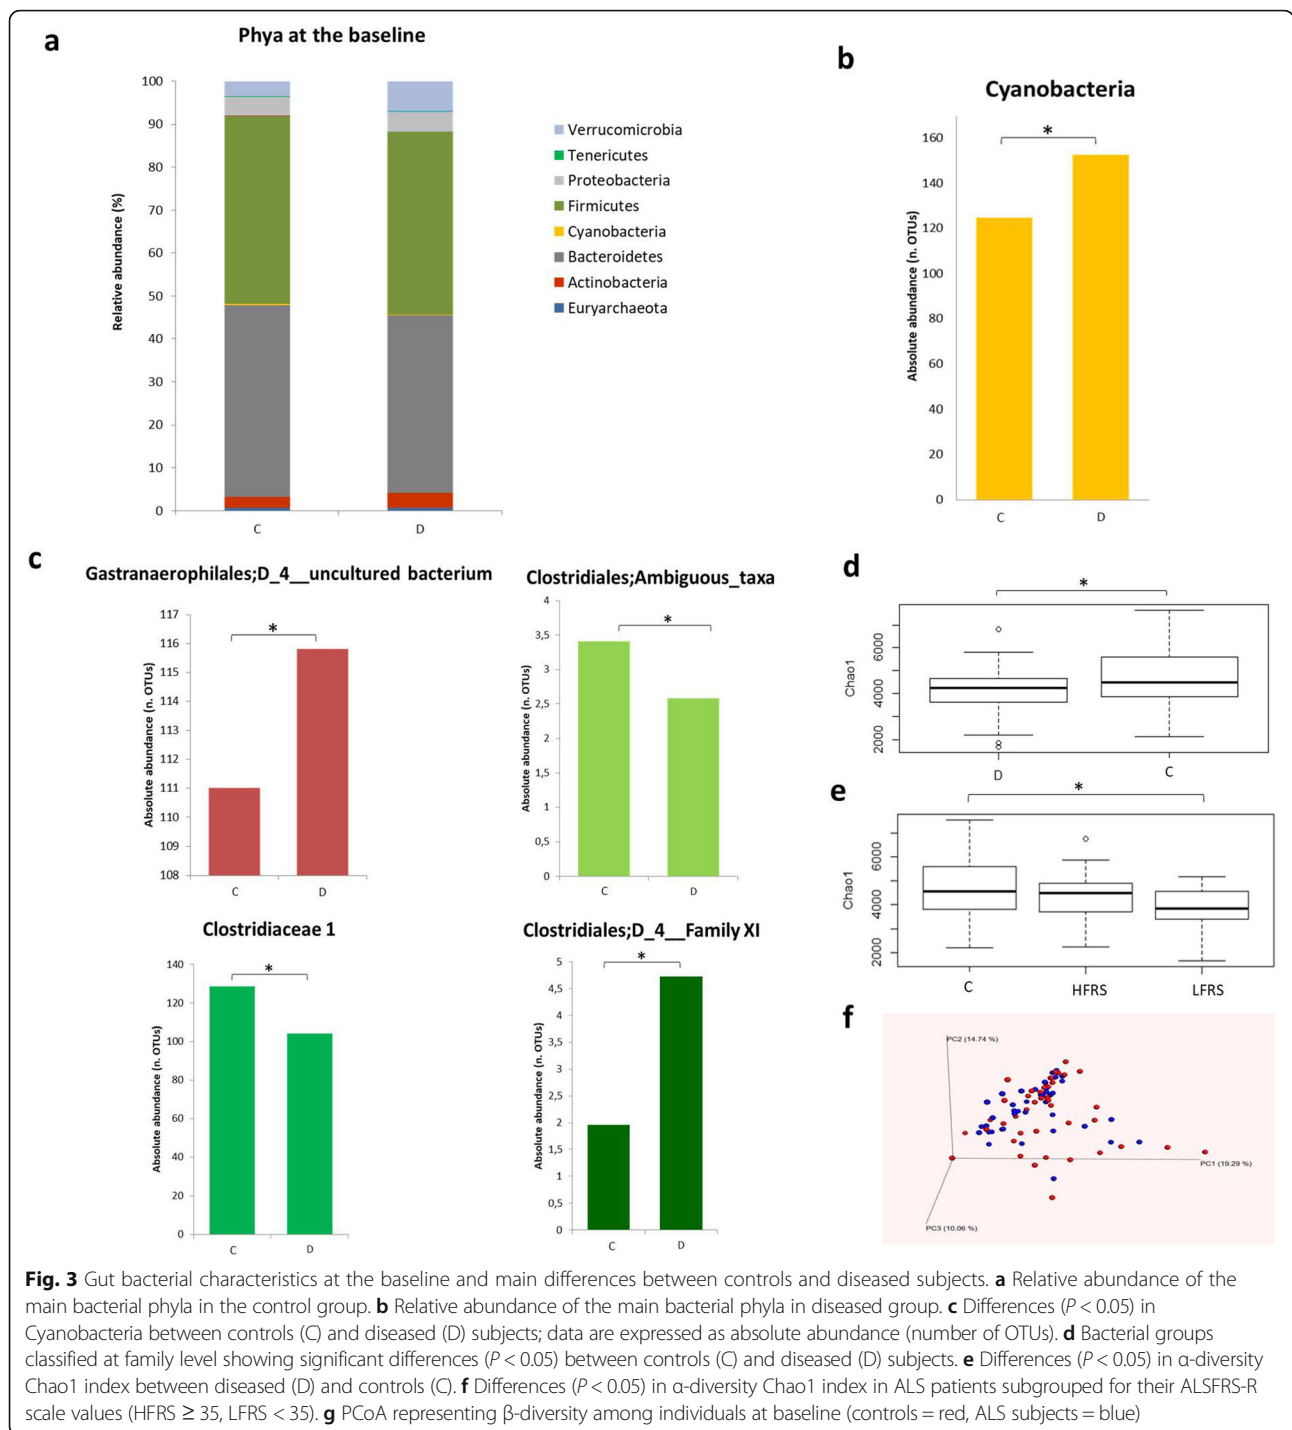 a
Phya at the baseline
100
90
80
70
60
50
40
30
20
10
0
Relative abundance (%)
C
D
Verrucomicrobia
Tenericutes
Proteobacteria
Firmicutes
Cyanobacteria
Bacteroidetes
Actinobacteria
Euryarchaeota
b
Cyanobacteria
*
160
140
120
100
80
60
40
20
0
Absolute abundance (n. OTUs)
C
D
c
Gastranaerophilales;D_4__uncultured bacterium
*
117
116
115
114
113
112
111
110
109
108
Absolute abundance (n. OTUs)
C
D
Clostridiales;Ambiguous_taxa
*
4
3,5
3
2,5
2
1,5
1
0,5
0
Absolute abundance (n. OTUs)
C
D
Clostridiaceae 1
*
140
120
100
80
60
40
20
0
Absolute abundance (n. OTUs)
C
D
Clostridiales;D_4__Family XI
*
5
4,5
4
3,5
3
2,5
2
1,5
1
0,5
0
Absolute abundance (n. OTUs)
C
D
d
*
Chao1
6000
4000
2000
D
C
e
*
Chao1
6000
4000
2000
C
HFRS
LFRS
f
PC2 (14.74 %)
PC1 (19.29 %)
PC3 (10.06 %)
Fig. 3 Gut bacterial characteristics at the baseline and main differences between controls and diseased subjects. a Relative abundance of the
main bacterial phyla in the control group. b Relative abundance of the main bacterial phyla in diseased group. c Differences (P < 0.05) in
Cyanobacteria between controls (C) and diseased (D) subjects; data are expressed as absolute abundance (number of OTUs). d Bacterial groups
classified at family level showing significant differences (P < 0.05) between controls (C) and diseased (D) subjects. e Differences (P < 0.05) in α-diversity
Chao1 index between diseased (D) and controls (C). f Differences (P < 0.05) in α-diversity Chao1 index in ALS patients subgrouped for their ALSFRS-R
scale values (HFRS ≥ 35, LFRS < 35). g PCoA representing β-diversity among individuals at baseline (controls = red, ALS subjects = blue)